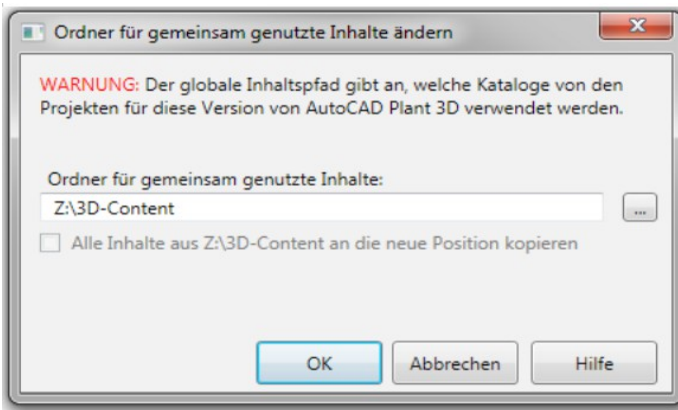 Ordner für gemeinsam genutzte Inhalte ändern
WARNUNG: Der globale Inhaltspfad gibt an, welche Kataloge von den
Projekten für diese Version von AutoCAD Plant 3D verwendet werden.
Ordner für gemeinsam genutzte Inhalte:
Z:\3D-Content
...
Alle Inhalte aus Z:\3D-Content an die neue Position kopieren
OK Abbrechen Hilfe